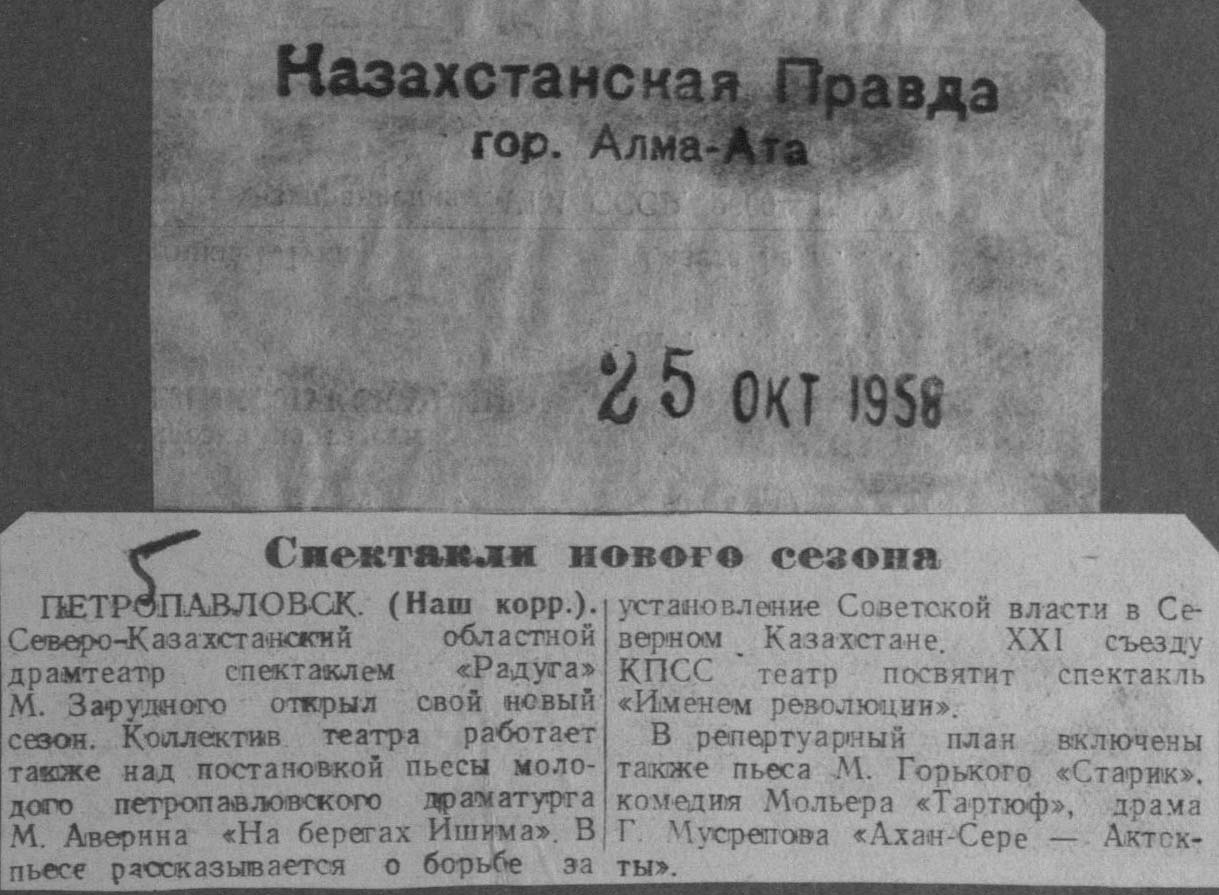 Казахстанская Правда
гор. Алма-Ата
25 ОКТ 1958
5
Спектакли нового сезона
ПЕТРОПАВЛОВСК. (Наш корр.).
Северо-Казахстанский областной
драмтеатр спектаклем «Радуга»
М. Зарудного открыл свой новый
сезон. Коллектив театра работает
также над постановкой пьесы моло-
дого петропавловского драматурга
М. Аверина «На берегах Ишима». В
пьесе рассказывается о борьбе за
установление Советской власти в Се-
верном Казахстане. XXI съезду
КПСС театр посвятит спектакль
«Именем революции».
В репертуарный план включены
также пьеса М. Горького «Старик»,
комедия Мольера «Тартюф», драма
Г. Мусрепова «Ахан-Сере — Акток-
ты».